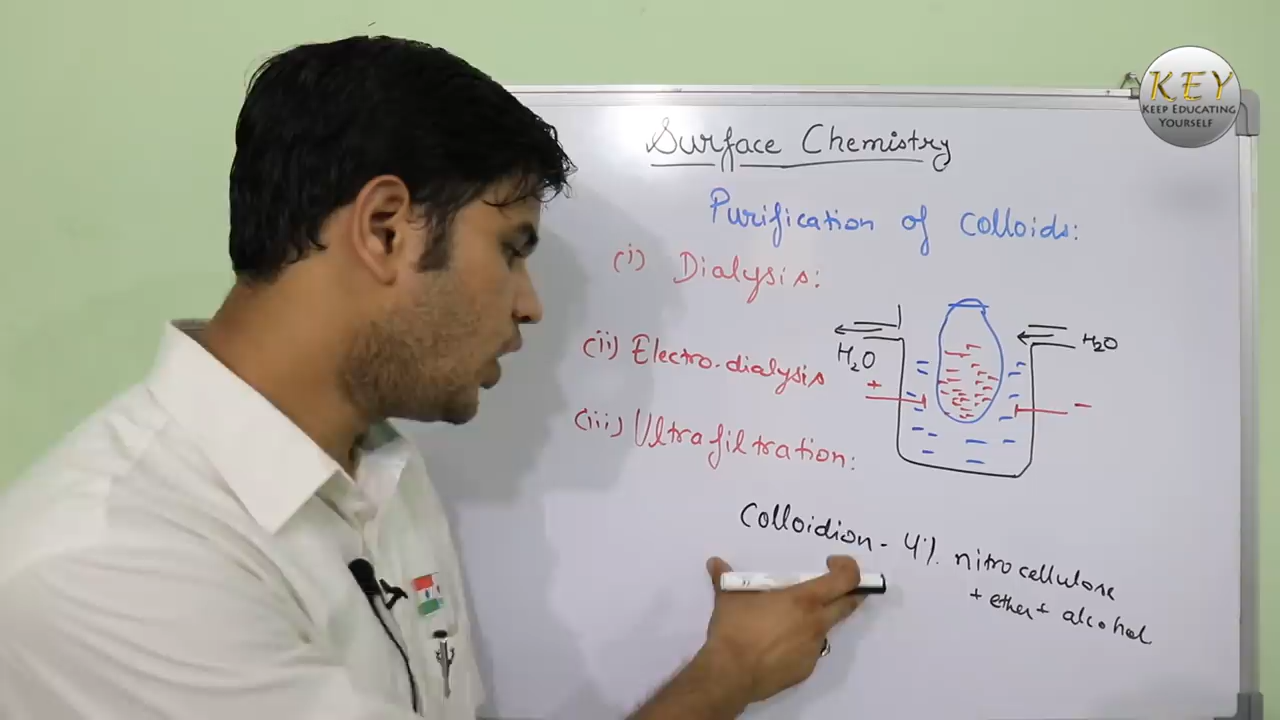 KEY
KEEP EDUCATING
YOURSELF
Surface Chemistry
Purification of Colloids:
(i) Dialysis:
(ii) Electro-dialysis
(iii) Ultrafiltration:
H₂O
H₂O
+
-
Colloidion - 4% nitrocellulose
+ ether + alcohol